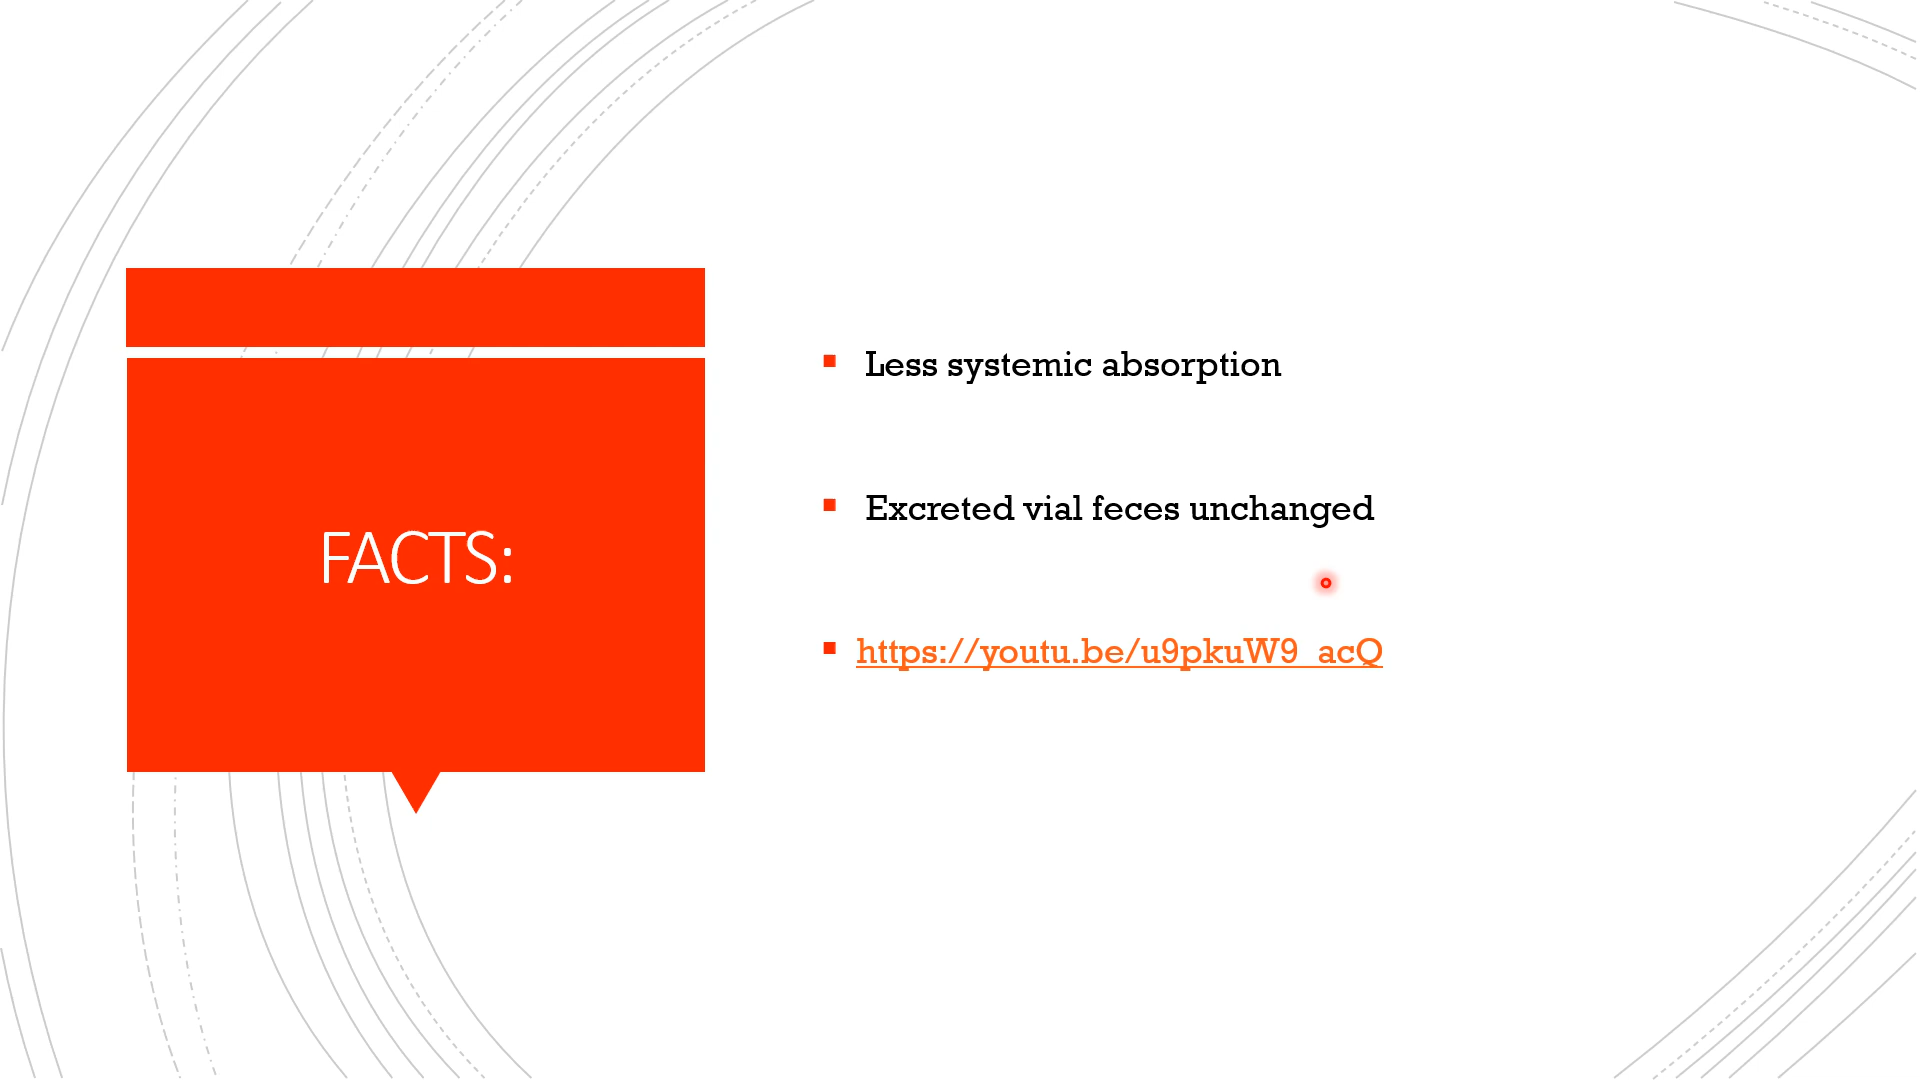 FACTS:
Less systemic absorption
Excreted vial feces unchanged
https://youtu.be/u9pkuW9_acQ